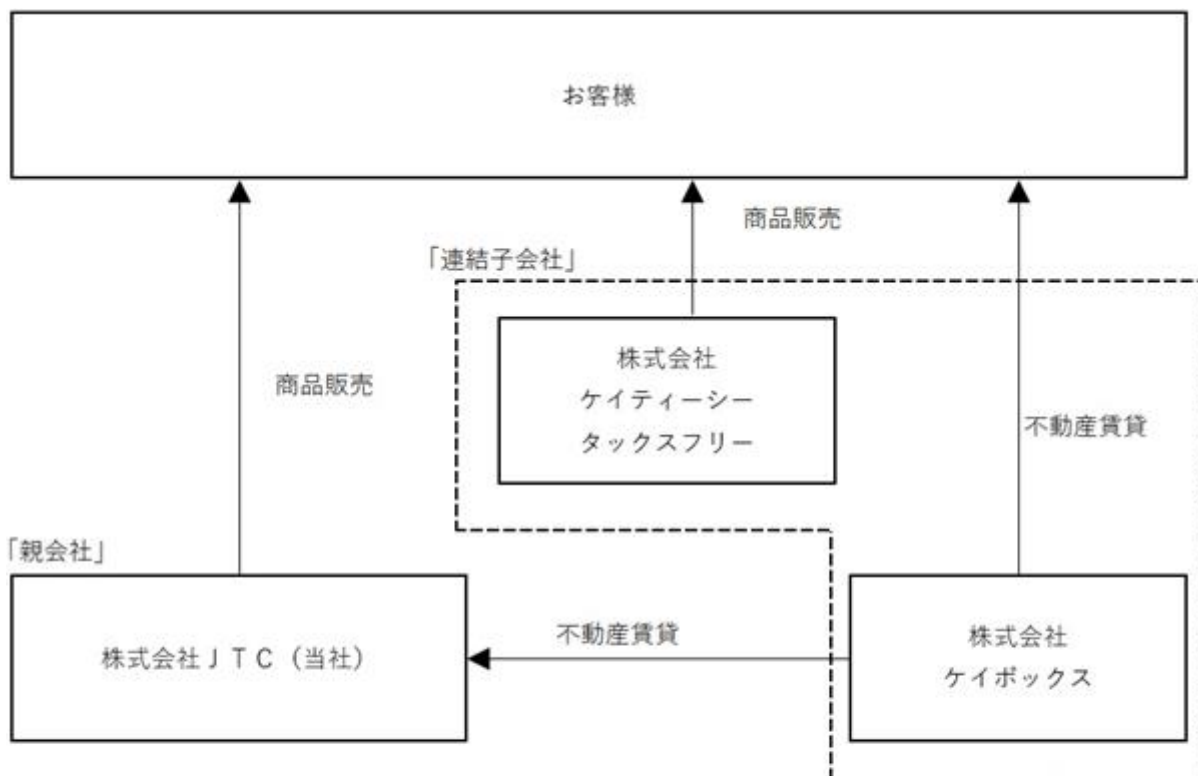 お客様
商品販売
「連結子会社」
株式会社
ケイティーシー
タックスフリー
商品販売
不動産賃貸
「親会社」
株式会社ＪＴＣ（当社）
不動産賃貸
株式会社
ケイボックス